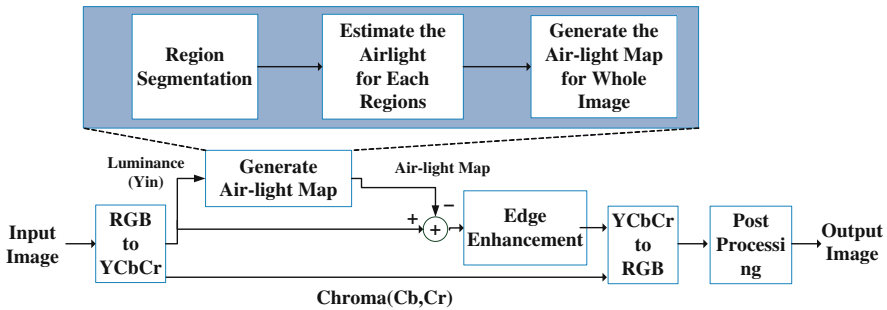 Region
Segmentation
Estimate the
Airlight
for Each
Regions
Generate the
Air-light Map
for Whole
Image
Luminance
(Yin)
Generate
Air-light Map
Air-light Map
Input
Image
RGB
to
YCbCr
+
−
+
Edge
Enhancement
YCbCr
to
RGB
Post
Processi
ng
Output
Image
Chroma(Cb,Cr)